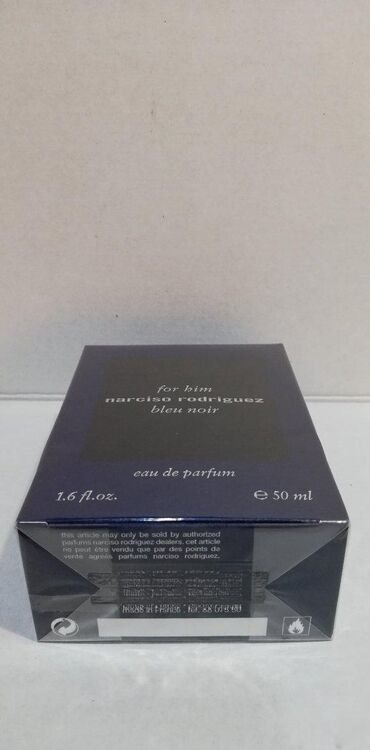 for him
narciso rodriguez
bleu noir
eau de parfum
1.6 fl.oz. ℮ 50 ml
this article may only be sold by authorized
parfums narciso rodriguez dealers. cet article
ne peut être vendu que par des points de
vente agréés parfums narciso rodriguez.